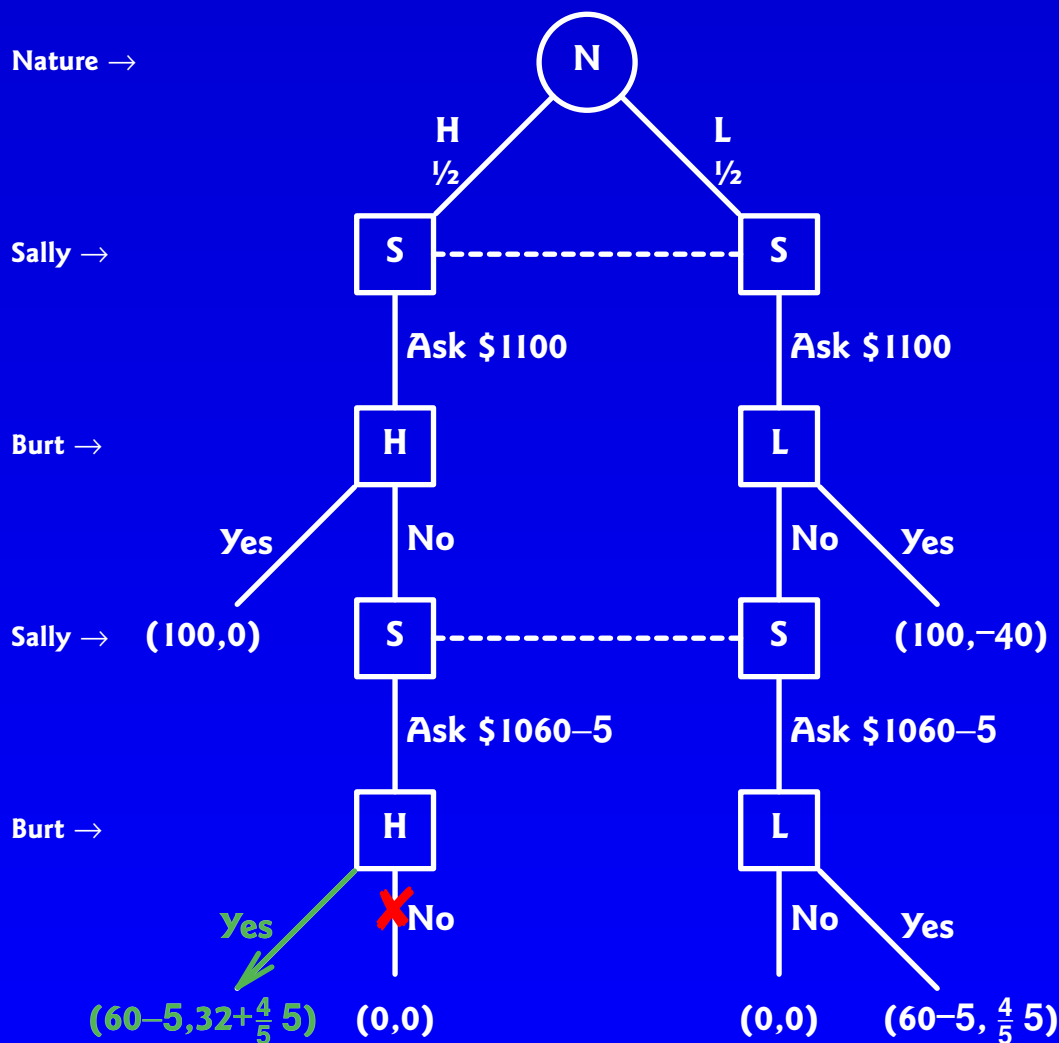 Nature → N
H L
½ ½
Sally → S S
Ask $1100 Ask $1100
Burt → H L
Yes No No Yes
Sally → (100,0) S S (100,−40)
Ask $1060−5 Ask $1060−5
Burt → H L
Yes ✘ No No Yes
(60−5,32+4/5 5) (0,0) (0,0) (60−5, 4/5 5)